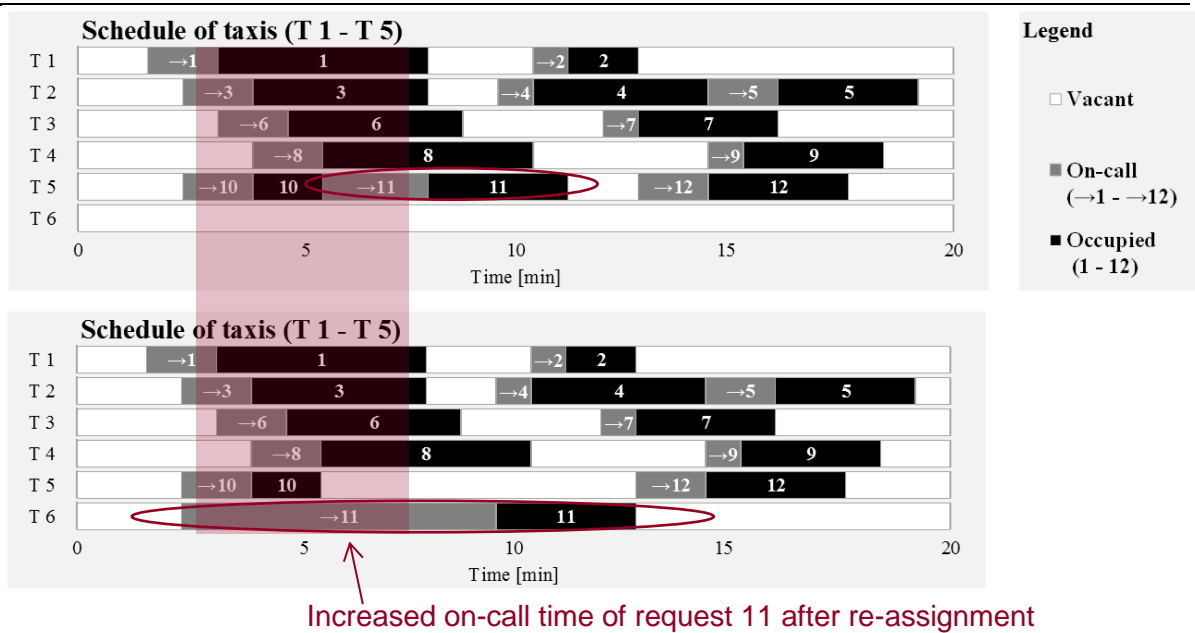 Schedule of taxis (T 1 - T 5)
T 1 →1 1 →2 2
T 2 →3 3 →4 4 →5 5
T 3 →6 6 →7 7
T 4 →8 8 →9 9
T 5 →10 10 →11 11 →12 12
T 6
0 5 10 15 20
Time [min]
Legend
Vacant
On-call
(→1 - →12)
Occupied
(1 - 12)
Schedule of taxis (T 1 - T 5)
T 1 →1 1 →2 2
T 2 →3 3 →4 4 →5 5
T 3 →6 6 →7 7
T 4 →8 8 →9 9
T 5 →10 10 →12 12
T 6 →11 11
0 5 10 15 20
Time [min]
Increased on-call time of request 11 after re-assignment